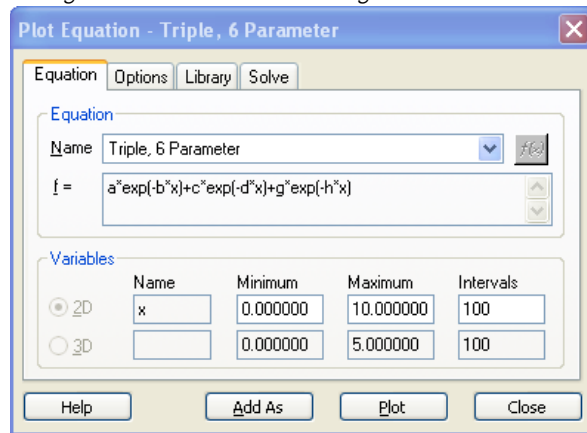 Plot Equation - Triple, 6 Parameter
Equation Options Library Solve
Equation
Name Triple, 6 Parameter f(x)
f = a*exp(-b*x)+c*exp(-d*x)+g*exp(-h*x)
Variables
Name Minimum Maximum Intervals
2D x 0.000000 10.000000 100
3D 0.000000 5.000000 100
Help Add As Plot Close